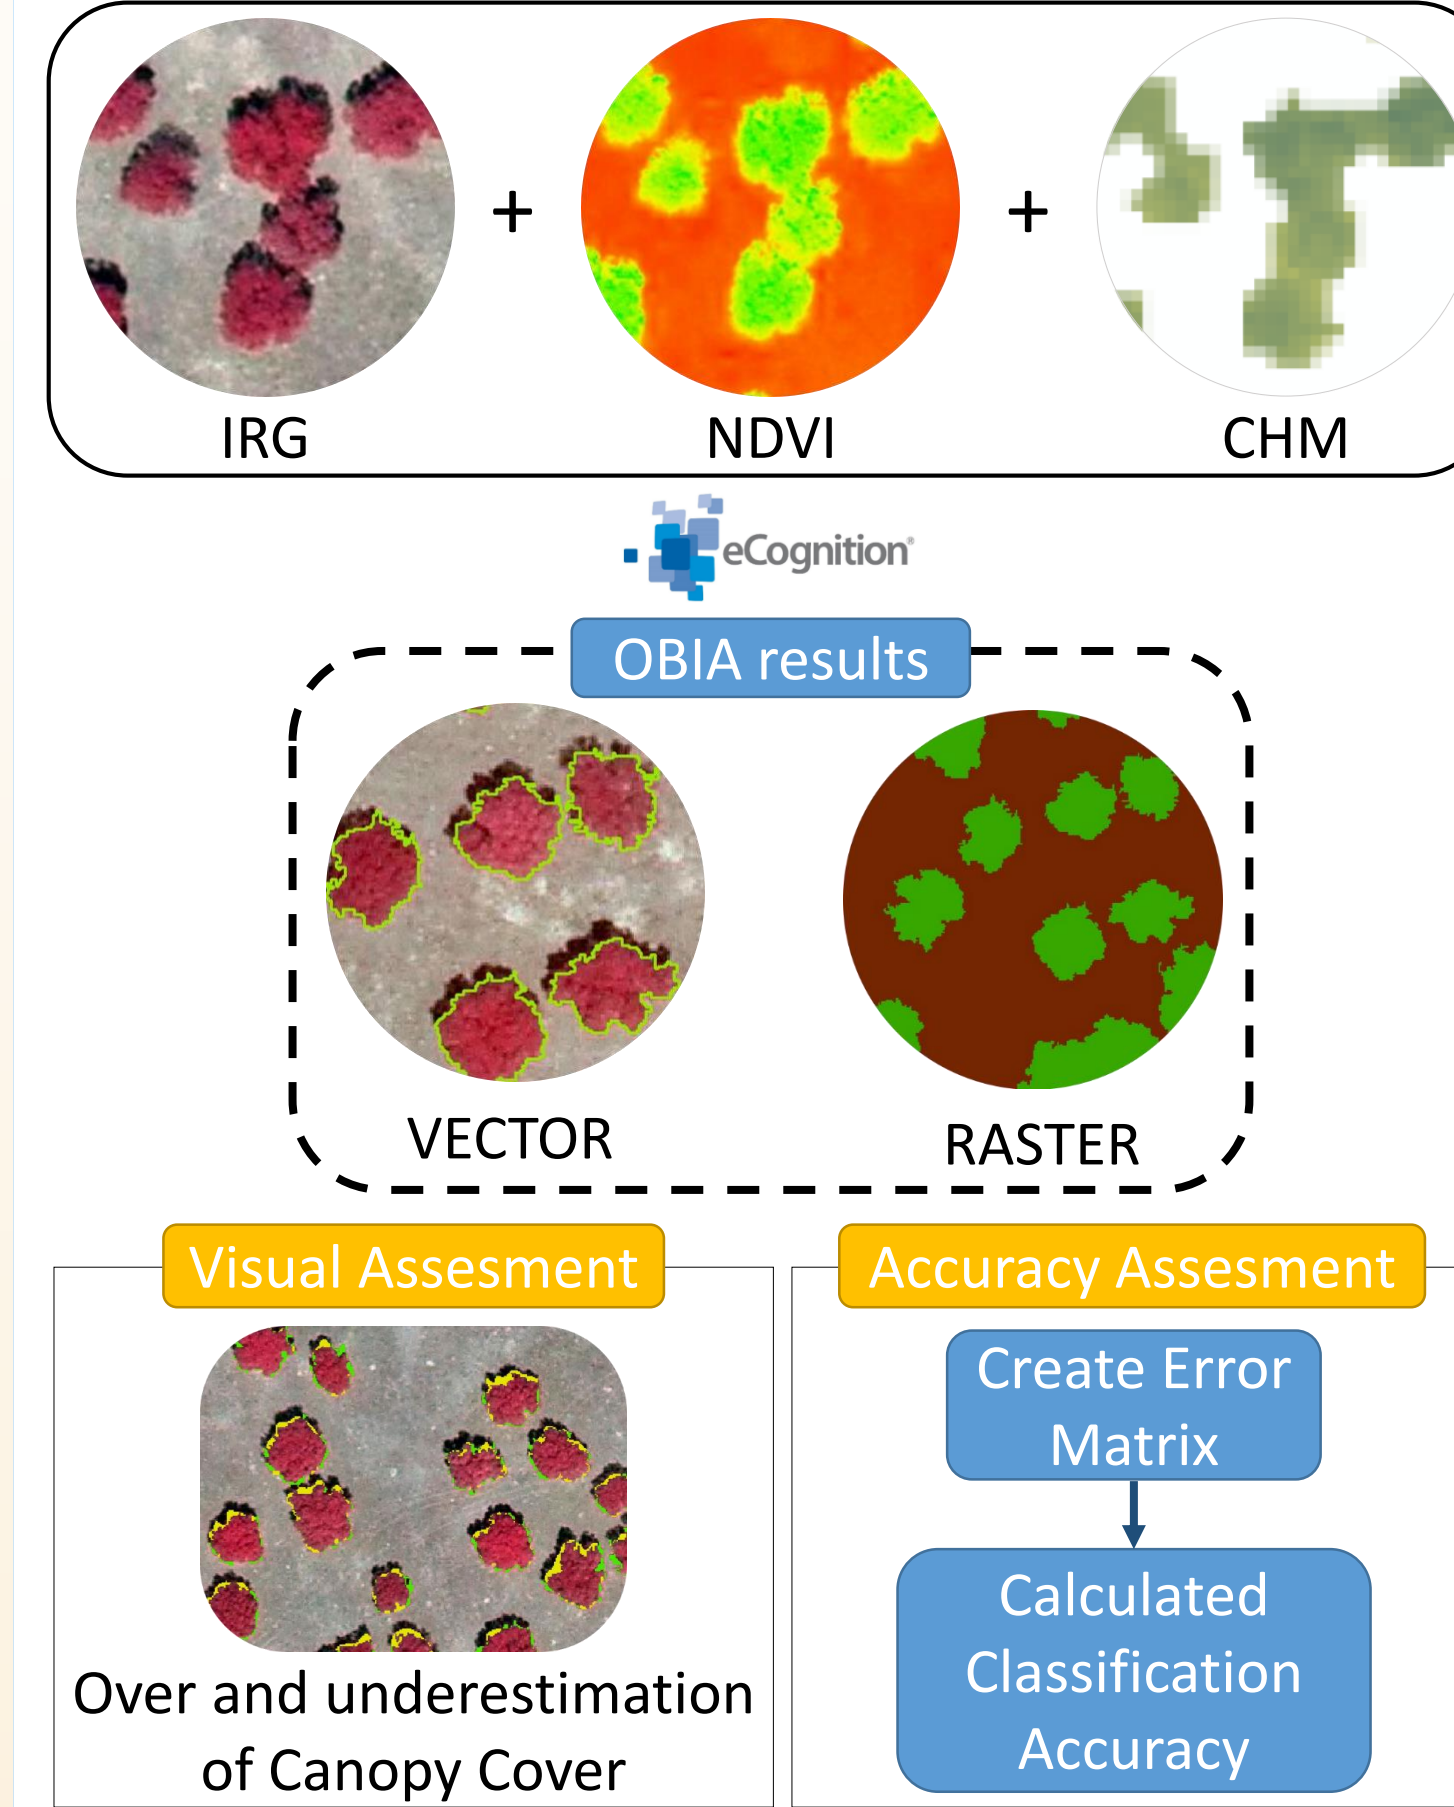 + +
IRG NDVI CHM
eCognition®
OBIA results
VECTOR RASTER
Visual Assesment
Over and underestimation
of Canopy Cover
Accuracy Assesment
Create Error
Matrix
Calculated
Classification
Accuracy